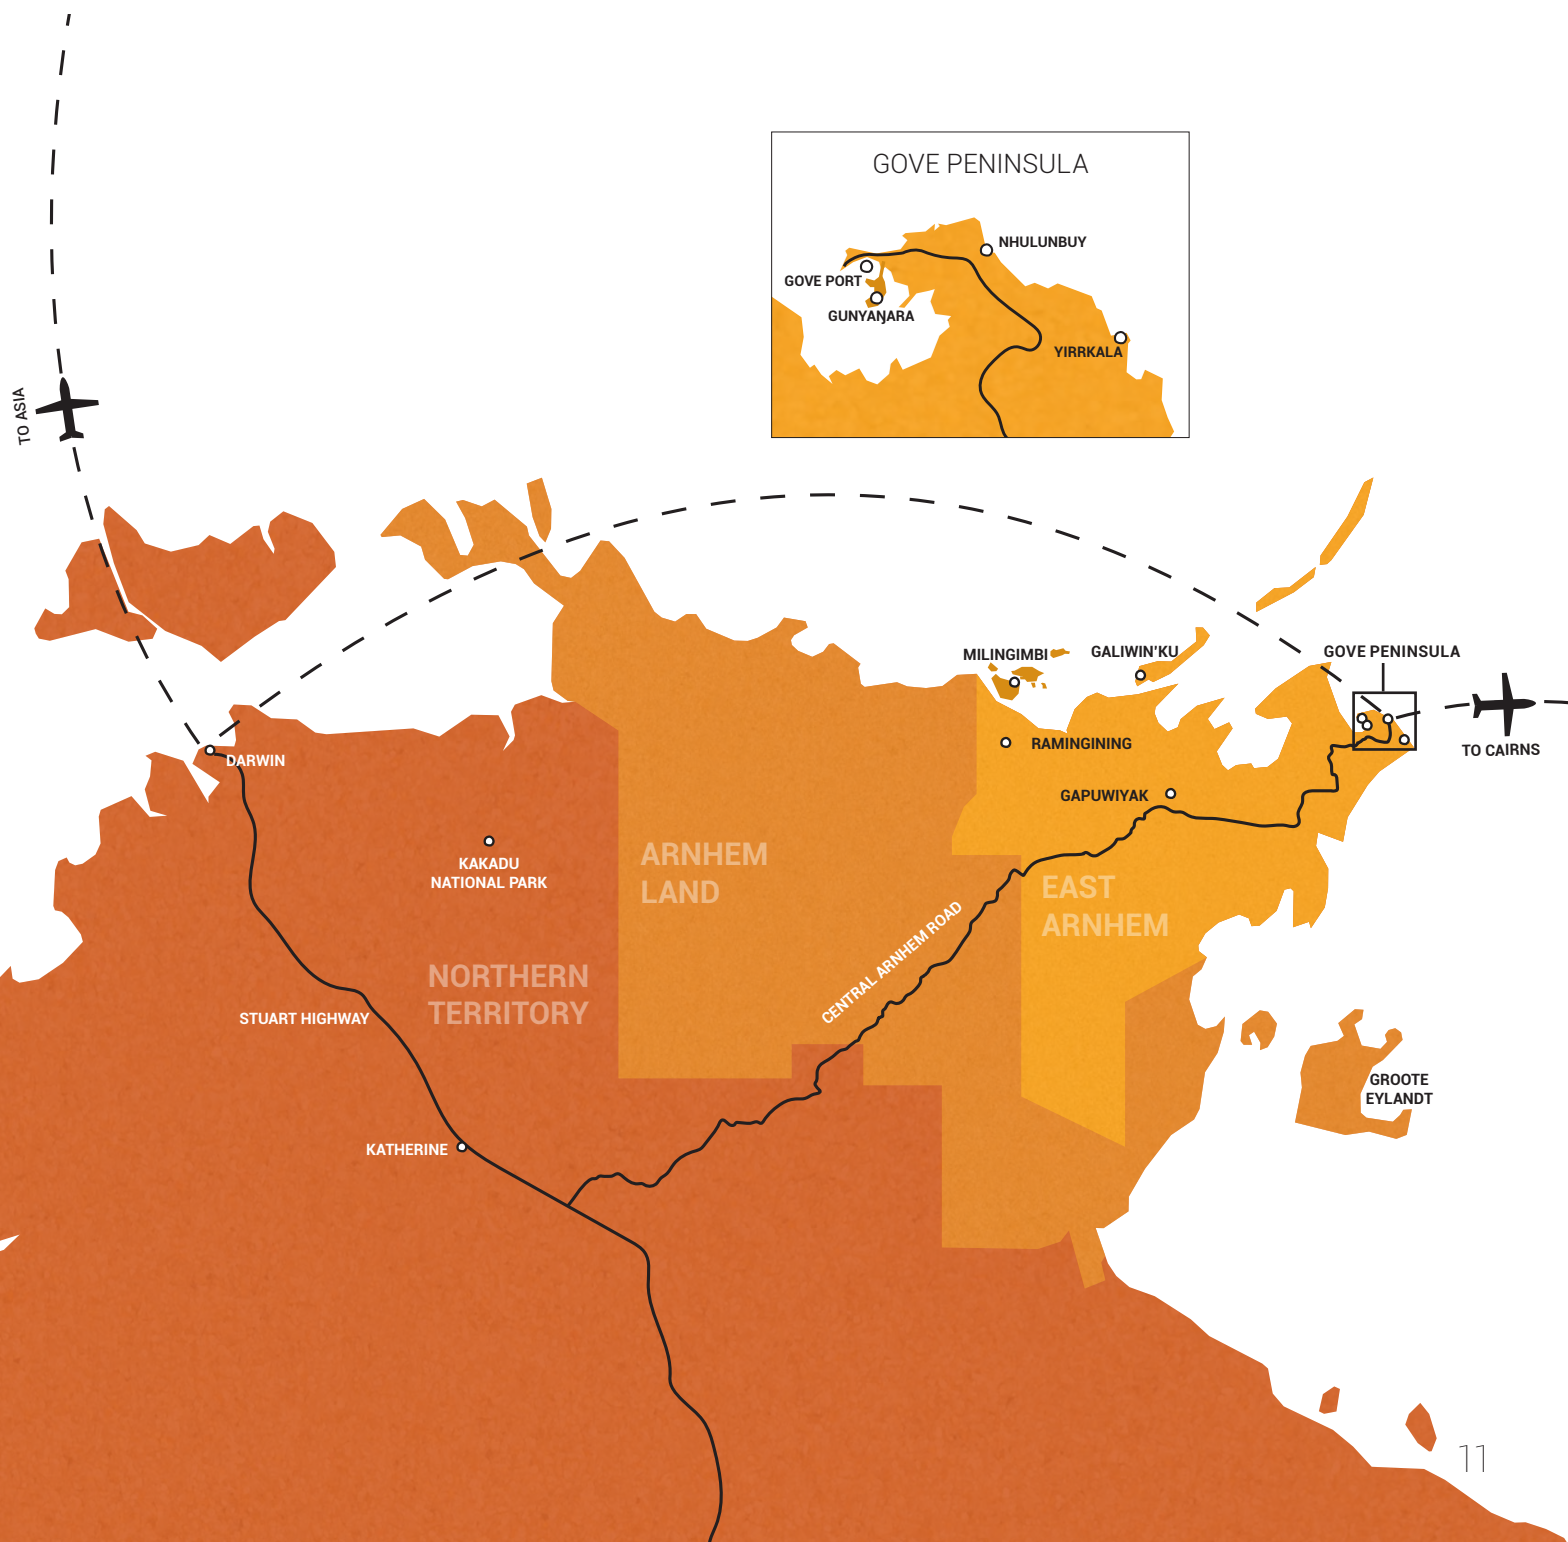 GOVE PENINSULA
NHULUNBUY
GOVE PORT
GUNYAŊARA
YIRRKALA
TO ASIA
MILINGIMBI
GALIWIN'KU
GOVE PENINSULA
RAMINGINING
TO CAIRNS
DARWIN
GAPUWIYAK
KAKADU
NATIONAL PARK
ARNHEM
LAND
EAST
ARNHEM
CENTRAL ARNHEM ROAD
NORTHERN
TERRITORY
STUART HIGHWAY
GROOTE
EYLANDT
KATHERINE
11